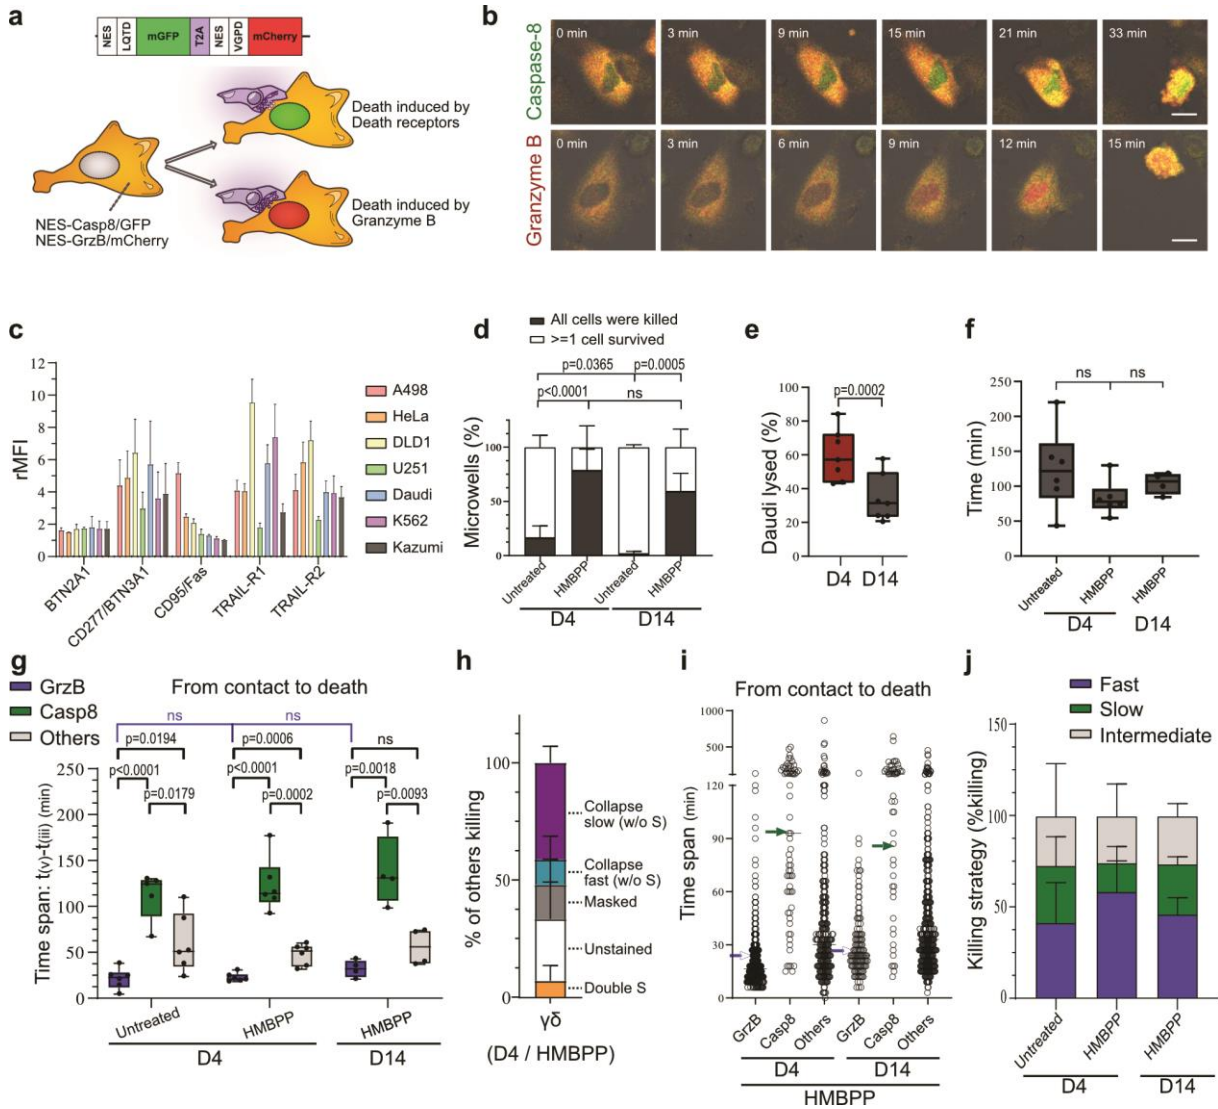 a
NES
LQTD
mGFP
T2A
NES
VGPD
mCherry
Death induced by
Death receptors
Death induced by
Granzyme B
NES-Casp8/GFP
NES-GrzB/mCherry
b
Caspase-8
0 min
3 min
9 min
15 min
21 min
33 min
Granzyme B
0 min
3 min
6 min
9 min
12 min
15 min
c
rMFI
12
10
8
6
4
2
0
BTN2A1
CD277/BTN3A1
CD95/Fas
TRAIL-R1
TRAIL-R2
A498
HeLa
DLD1
U251
Daudi
K562
Kazumi
d
All cells were killed
>=1 cell survived
p=0.0365
p=0.0005
p<0.0001
ns
Microwells (%)
100
50
0
Untreated
HMBPP
Untreated
HMBPP
D4
D14
e
p=0.0002
Daudi lysed (%)
100
80
60
40
20
0
D4
D14
f
ns
ns
Time (min)
250
200
150
100
50
0
Untreated
HMBPP
HMBPP
D4
D14
g
GrzB
Casp8
Others
From contact to death
ns
ns
p=0.0194
p=0.0006
ns
p<0.0001
p<0.0001
p=0.0018
p=0.0179
p=0.0002
p=0.0093
Time span: t(v)-t(iii) (min)
250
200
150
100
50
0
Untreated
HMBPP
HMBPP
D4
D14
h
% of others killing
100
50
0
Collapse
slow (w/o S)
Collapse
fast (w/o S)
Masked
Unstained
Double S
γδ
(D4 / HMBPP)
i
From contact to death
Time span (min)
1000
500
120
90
60
30
0
GrzB
Casp8
Others
GrzB
Casp8
Others
D4
D14
HMBPP
j
Fast
Slow
Intermediate
Killing strategy (%killing)
150
100
50
0
Untreated
HMBPP
HMBPP
D4
D14